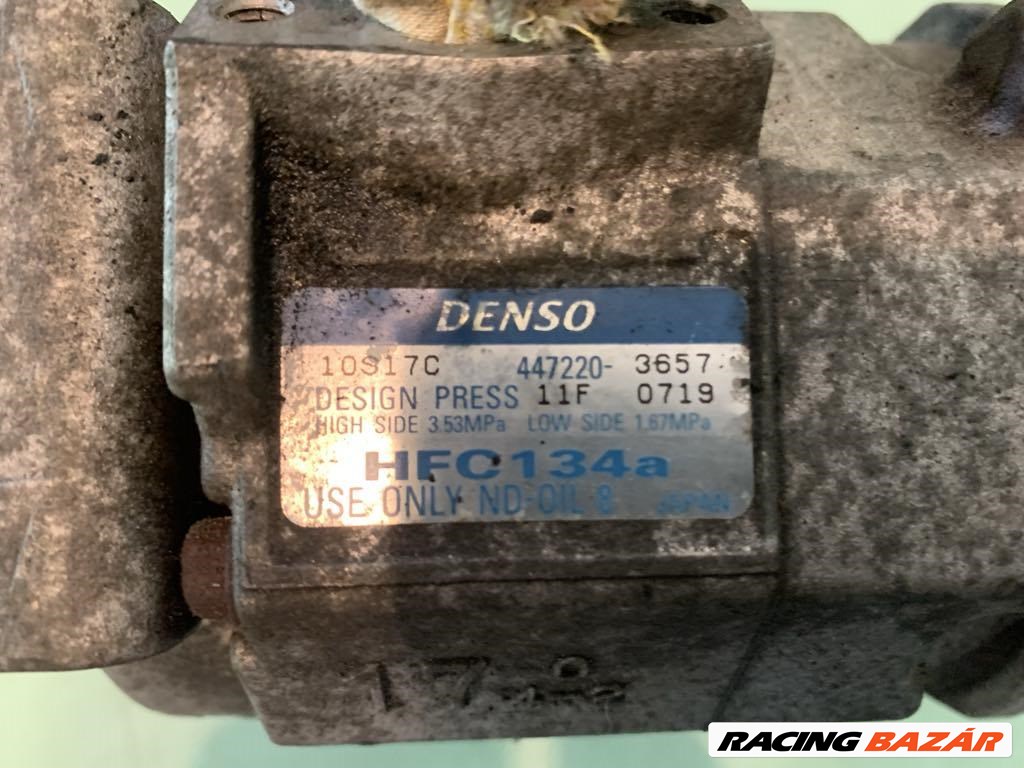 DENSO
10S17C 447220- 3657
DESIGN PRESS 11F 0719
HIGH SIDE 3.53MPa LOW SIDE 1.67MPa
HFC134a
USE ONLY ND-OIL 8 JAPAN
17
RACING BAZÁR